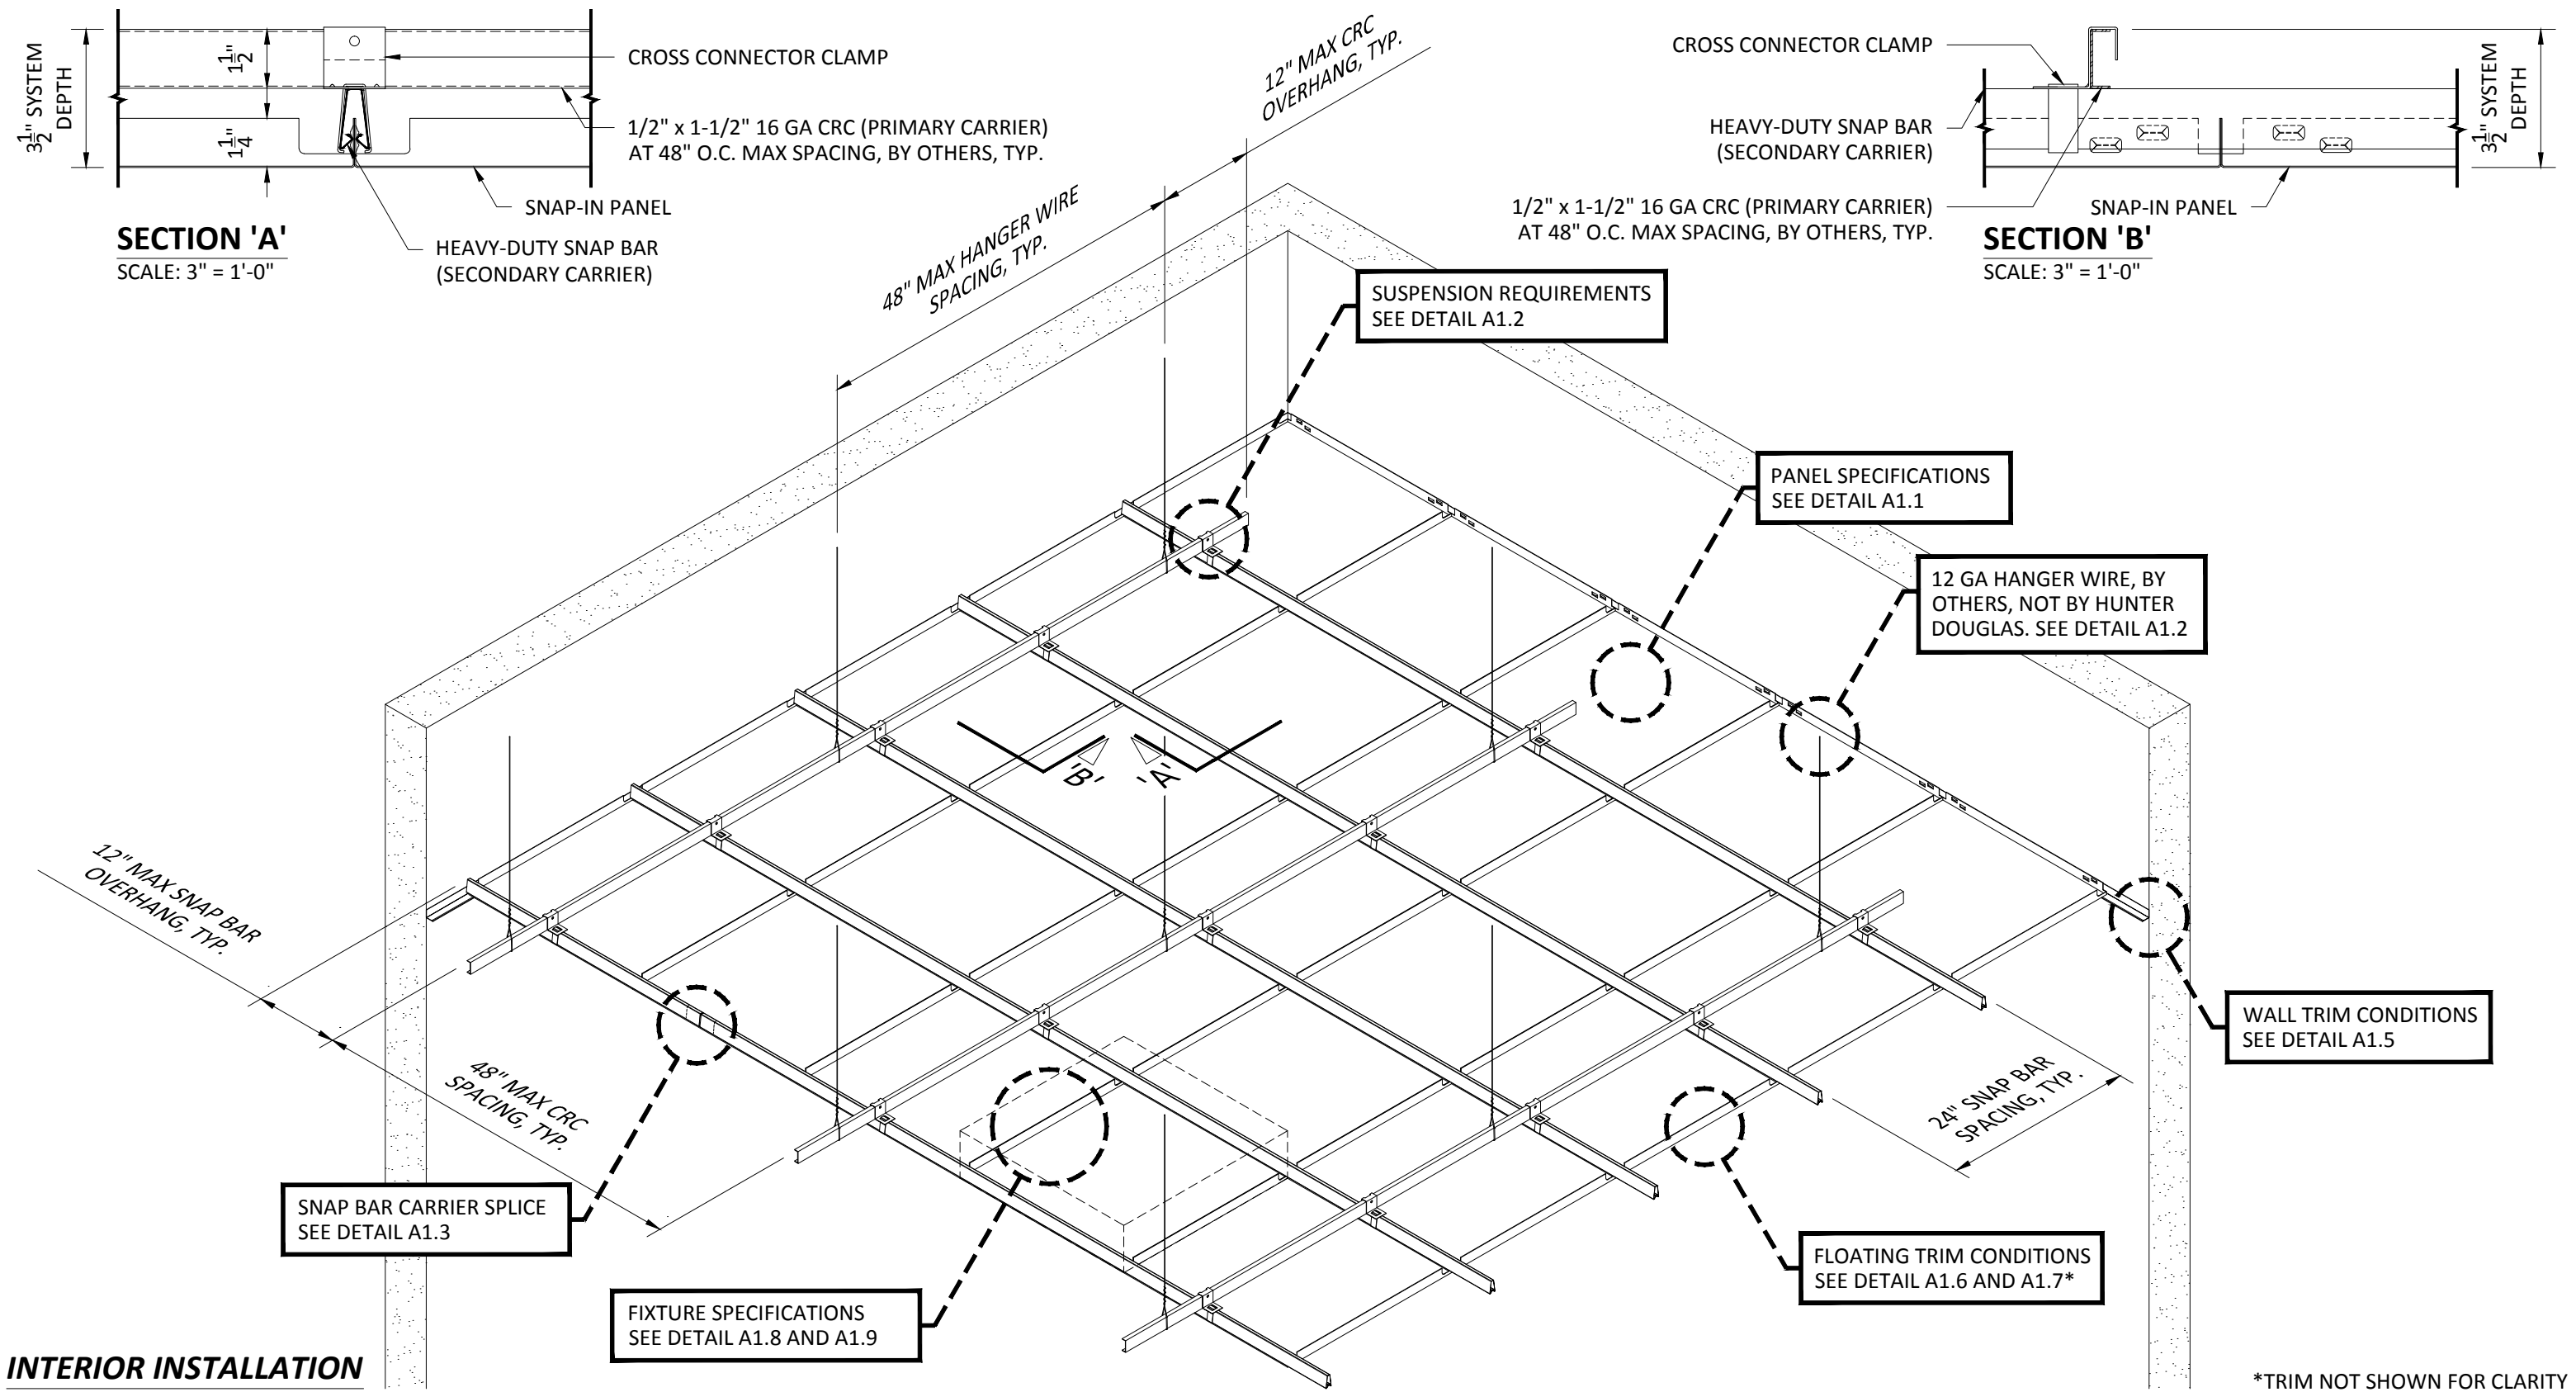 3 1/2" SYSTEM
DEPTH
1 1/2"
1 1/4"
CROSS CONNECTOR CLAMP
1/2" x 1-1/2" 16 GA CRC (PRIMARY CARRIER)
AT 48" O.C. MAX SPACING, BY OTHERS, TYP.
SNAP-IN PANEL
HEAVY-DUTY SNAP BAR
(SECONDARY CARRIER)
SECTION 'A'
SCALE: 3" = 1'-0"
12" MAX CRC
OVERHANG, TYP.
48" MAX HANGER WIRE
SPACING, TYP.
CROSS CONNECTOR CLAMP
HEAVY-DUTY SNAP BAR
(SECONDARY CARRIER)
1/2" x 1-1/2" 16 GA CRC (PRIMARY CARRIER)
AT 48" O.C. MAX SPACING, BY OTHERS, TYP.
SNAP-IN PANEL
3 1/2" SYSTEM
DEPTH
SECTION 'B'
SCALE: 3" = 1'-0"
SUSPENSION REQUIREMENTS
SEE DETAIL A1.2
PANEL SPECIFICATIONS
SEE DETAIL A1.1
12 GA HANGER WIRE, BY
OTHERS, NOT BY HUNTER
DOUGLAS. SEE DETAIL A1.2
'B'
'A'
12" MAX SNAP BAR
OVERHANG, TYP.
48" MAX CRC
SPACING, TYP.
WALL TRIM CONDITIONS
SEE DETAIL A1.5
24" SNAP BAR
SPACING, TYP.
SNAP BAR CARRIER SPLICE
SEE DETAIL A1.3
FIXTURE SPECIFICATIONS
SEE DETAIL A1.8 AND A1.9
FLOATING TRIM CONDITIONS
SEE DETAIL A1.6 AND A1.7*
INTERIOR INSTALLATION
*TRIM NOT SHOWN FOR CLARITY